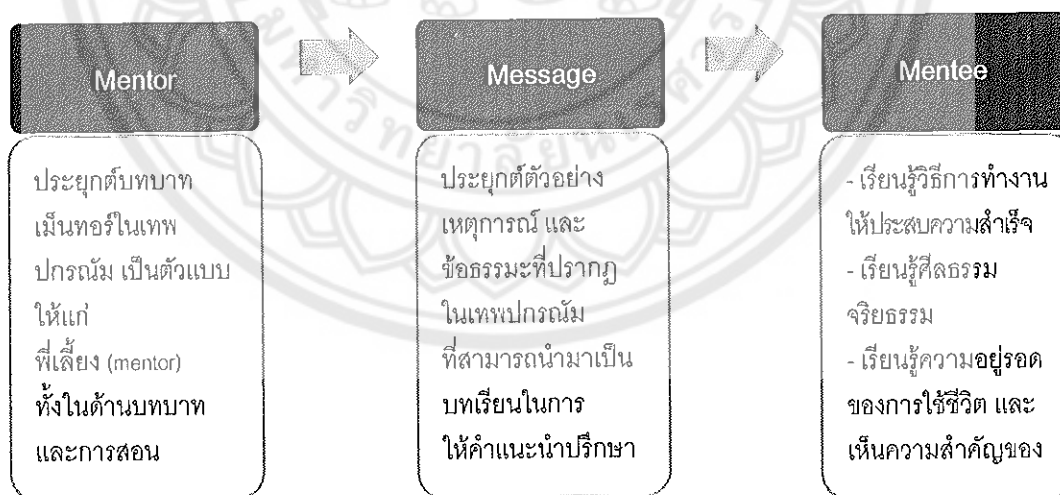 Mentor
ประยุกต์บทบาท
เม็นทอร์ในเทพ
ปกรณัม เป็นตัวแบบ
ให้แก่
พี่เลี้ยง (mentor)
ทั้งในด้านบทบาท
และการสอน
Message
ประยุกต์ตัวอย่าง
เหตุการณ์ และ
ข้อธรรมะที่ปรากฏ
ในเทพปกรณัม
ที่สามารถนำมาเป็น
บทเรียนในการ
ให้คำแนะนำปรึกษา
Mentee
- เรียนรู้วิธีการทำงาน
ให้ประสบความสำเร็จ
- เรียนรู้ศีลธรรม
จริยธรรม
- เรียนรู้ความอยู่รอด
ของการใช้ชีวิต และ
เห็นความสำคัญของ